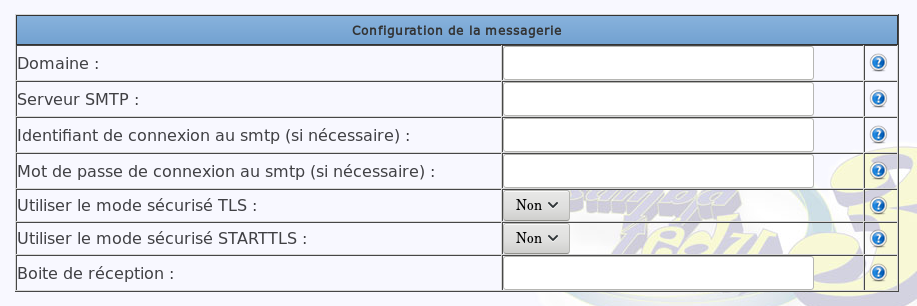 Configuration de la messagerie
Domaine :
Serveur SMTP :
Identifiant de connexion au smtp (si nécessaire) :
Mot de passe de connexion au smtp (si nécessaire) :
Utiliser le mode sécurisé TLS : Non
Utiliser le mode sécurisé STARTTLS : Non
Boite de réception :